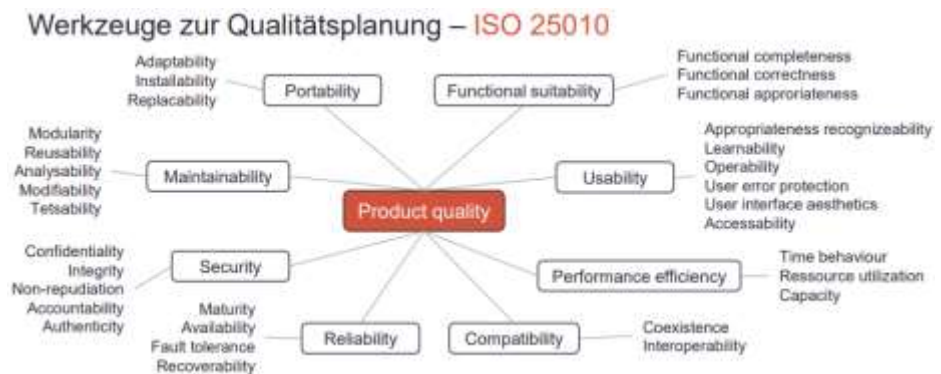 Werkzeuge zur Qualitätsplanung – ISO 25010
Adaptability
Installability
Replacability
Portability
Functional suitability
Functional completeness
Functional correctness
Functional approriateness
Modularity
Reusability
Analysability
Modifiability
Tetsability
Maintainability
Product quality
Usability
Appropriateness recognizeability
Learnability
Operability
User error protection
User interface aesthetics
Accessability
Confidentiality
Integrity
Non-repudiation
Accountability
Authenticity
Security
Performance efficiency
Time behaviour
Ressource utilization
Capacity
Maturity
Availability
Fault tolerance
Recoverability
Reliability
Compatibility
Coexistence
Interoperability